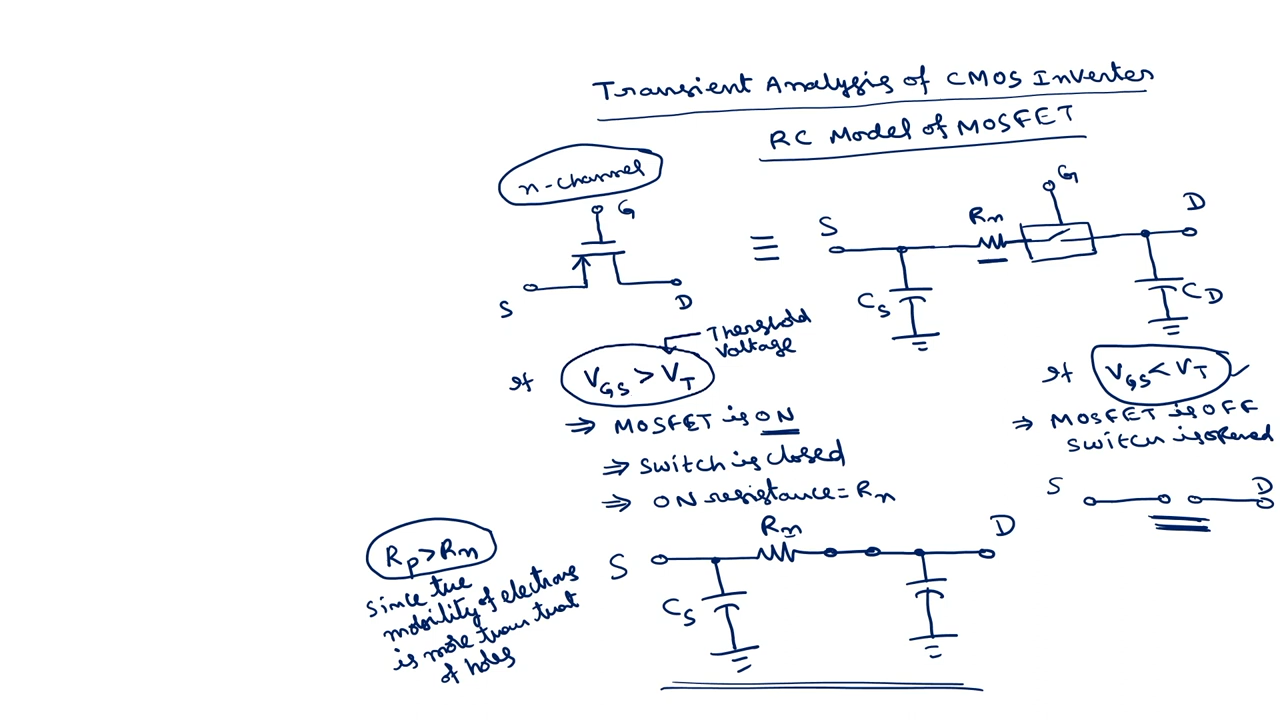 Transient Analysis of CMOS Inverter
RC Model of MOSFET
n-channel
G
S
D
≡
S
Rn
G
D
CS
CD
Thershold
Voltage
If VGS > VT
⇒ MOSFET is ON
⇒ Switch is closed
⇒ ON resistance = Rn
If VGS < VT
⇒ MOSFET is OFF
Switch is opened
S
D
Rp > Rn
Since the
mobility of electrons
is more than that
of holes
S
Rn
D
CS